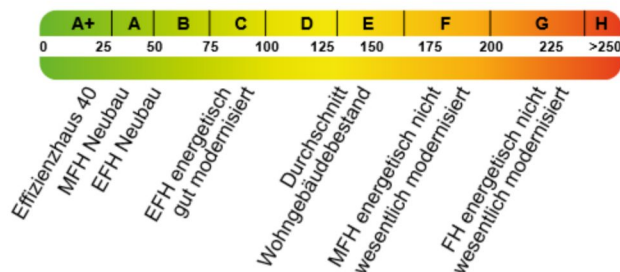 A+ A B C D E F G H
0 25 50 75 100 125 150 175 200 225 >250
Effizienzhaus 40
MFH Neubau
EFH Neubau
EFH energetisch
gut modernisiert
Durchschnitt
Wohngebäudebestand
MFH energetisch nicht
wesentlich modernisiert
FH energetisch nicht
wesentlich modernisiert